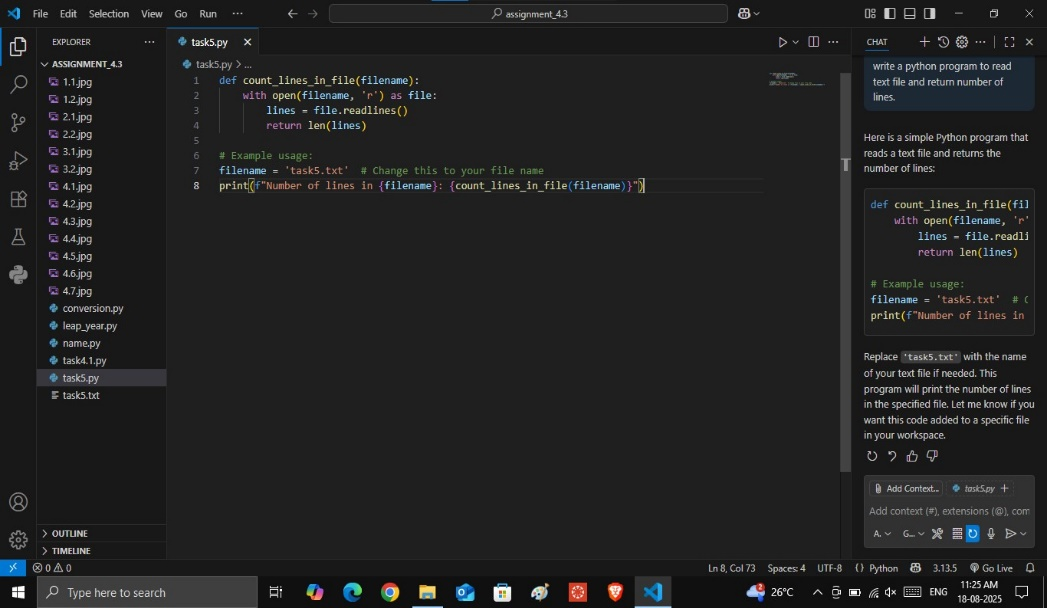 File Edit Selection View Go Run ··· assignment_4.3
EXPLORER ···
ASSIGNMENT_4.3
1.1.jpg
1.2.jpg
2.1.jpg
2.2.jpg
3.1.jpg
3.2.jpg
4.1.jpg
4.2.jpg
4.3.jpg
4.4.jpg
4.5.jpg
4.6.jpg
4.7.jpg
conversion.py
leap_year.py
name.py
task4.1.py
task5.py
task5.txt
OUTLINE
TIMELINE
task5.py
task5.py > ...
1 def count_lines_in_file(filename):
2 with open(filename, 'r') as file:
3 lines = file.readlines()
4 return len(lines)
5
6 # Example usage:
7 filename = 'task5.txt' # Change this to your file name
8 print(f"Number of lines in {filename}: {count_lines_in_file(filename)}")
CHAT
write a python program to read
text file and return number of
lines.
Here is a simple Python program that
reads a text file and returns the
number of lines:
def count_lines_in_file(fil
with open(filename, 'r'
lines = file.readli
return len(lines)
# Example usage:
filename = 'task5.txt' # C
print(f"Number of lines in
Replace 'task5.txt' with the name
of your text file if needed. This
program will print the number of lines
in the specified file. Let me know if you
want this code added to a specific file
in your workspace.
Add Context... task5.py
Add context (#), extensions (@), com
A.. G...
0 0 Ln 8, Col 73 Spaces: 4 UTF-8 {} Python 3.13.5 Go Live
Type here to search 2 26°C ENG 11:25 AM
18-08-2025